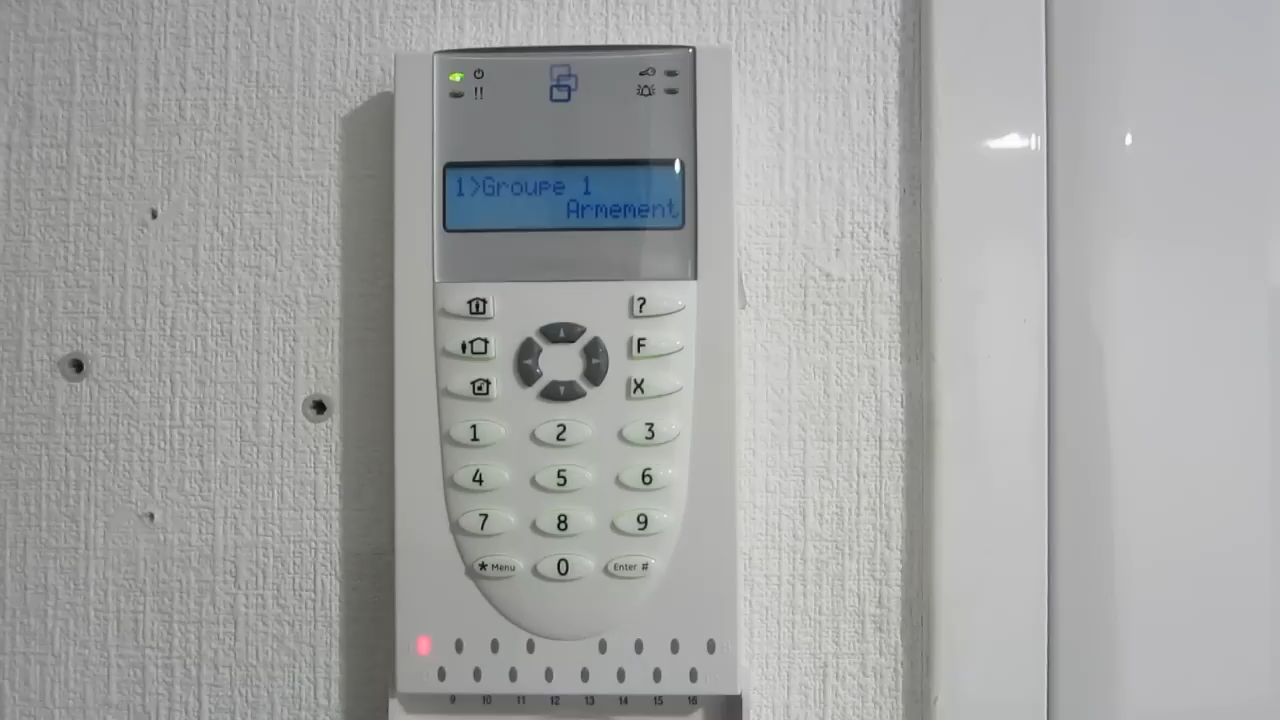 !!
1>Groupe 1
Armement
?
F
X
1 2 3
4 5 6
7 8 9
* Menu 0 Enter #
9 10 11 12 13 14 15 16